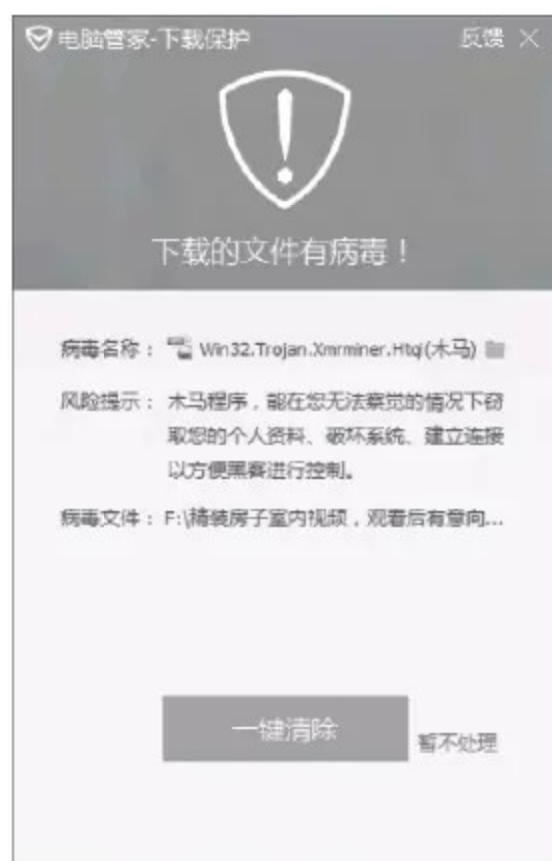 电脑管家-下载保护 反馈
下载的文件有病毒！
病毒名称： Win32.Trojan.Xmrminer.Htqi(木马)
风险提示： 木马程序，能在您无法察觉的情况下窃
取您的个人资料、破坏系统、建立连接
以方便黑客进行控制。
病毒文件： F:\精装房子室内视频，观看后有意向...
一键清除
暂不处理